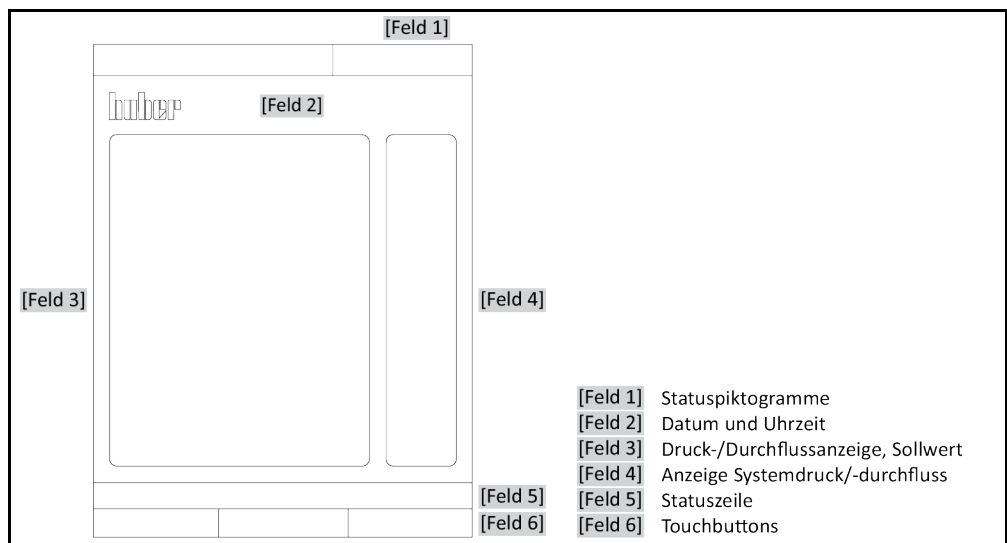 [Feld 1]
huber
[Feld 2]
[Feld 3]
[Feld 4]
[Feld 5]
[Feld 6]
[Feld 1] Statuspiktogramme
[Feld 2] Datum und Uhrzeit
[Feld 3] Druck-/Durchflussanzeige, Sollwert
[Feld 4] Anzeige Systemdruck/-durchfluss
[Feld 5] Statuszeile
[Feld 6] Touchbuttons